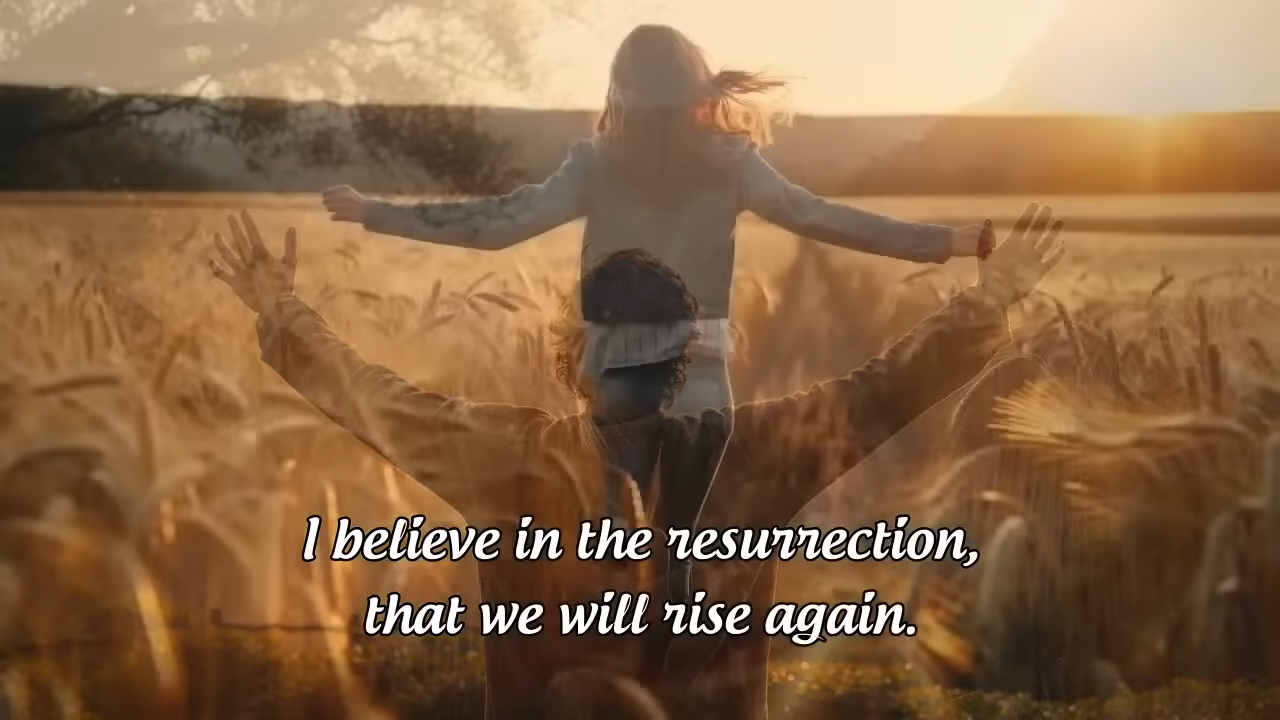 I believe in the resurrection,
that we will rise again.